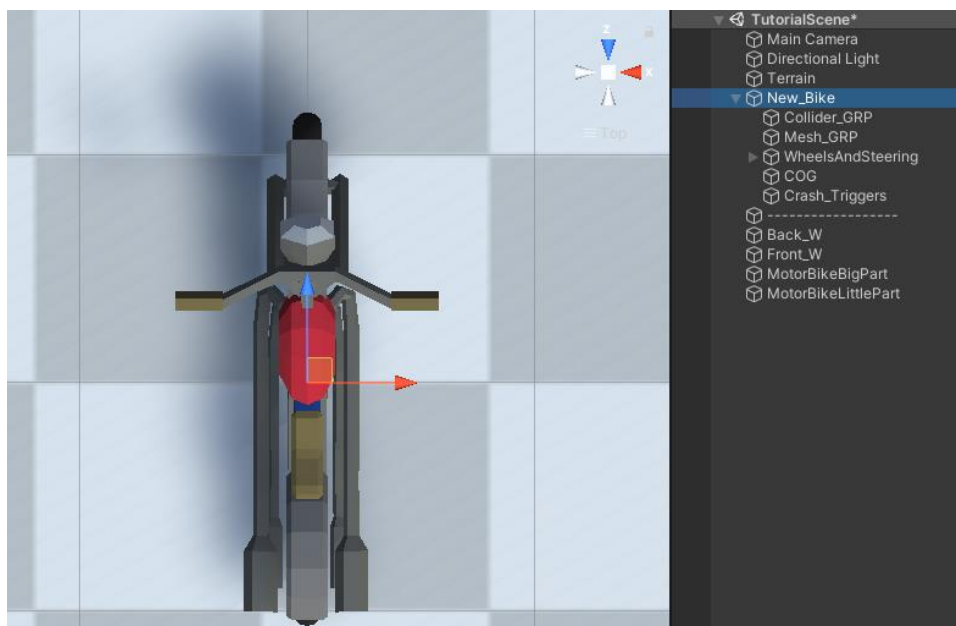 z
x
Top
TutorialScene*
Main Camera
Directional Light
Terrain
New_Bike
Collider_GRP
Mesh_GRP
WheelsAndSteering
COG
Crash_Triggers
------------------
Back_W
Front_W
MotorBikeBigPart
MotorBikeLittlePart